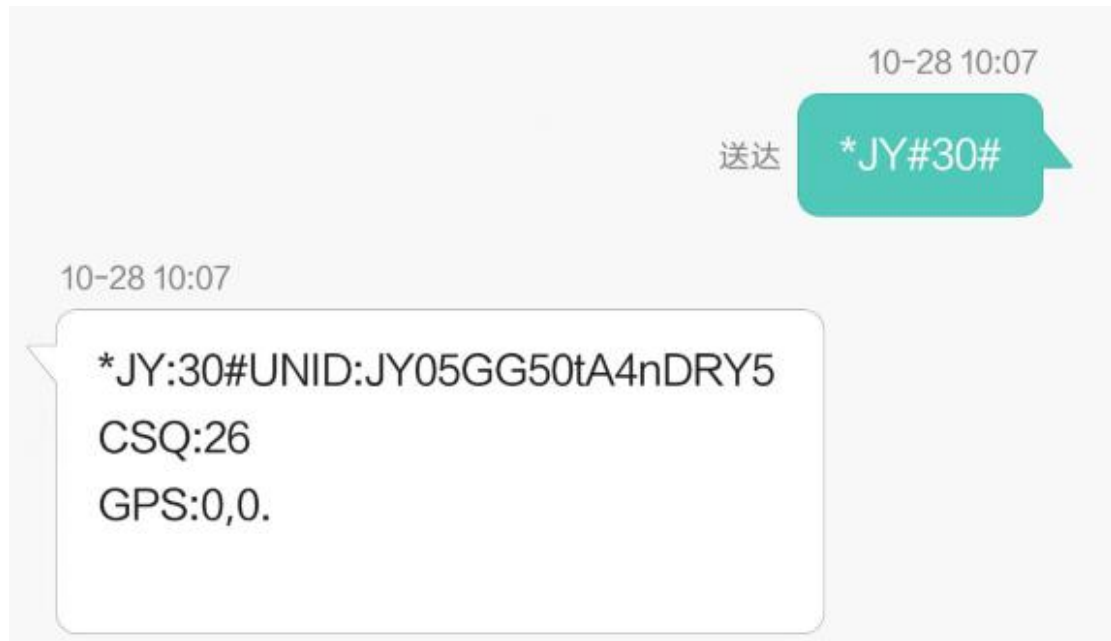 10-28 10:07
送达
*JY#30#
10-28 10:07
*JY:30#UNID:JY05GG50tA4nDRY5
CSQ:26
GPS:0,0.